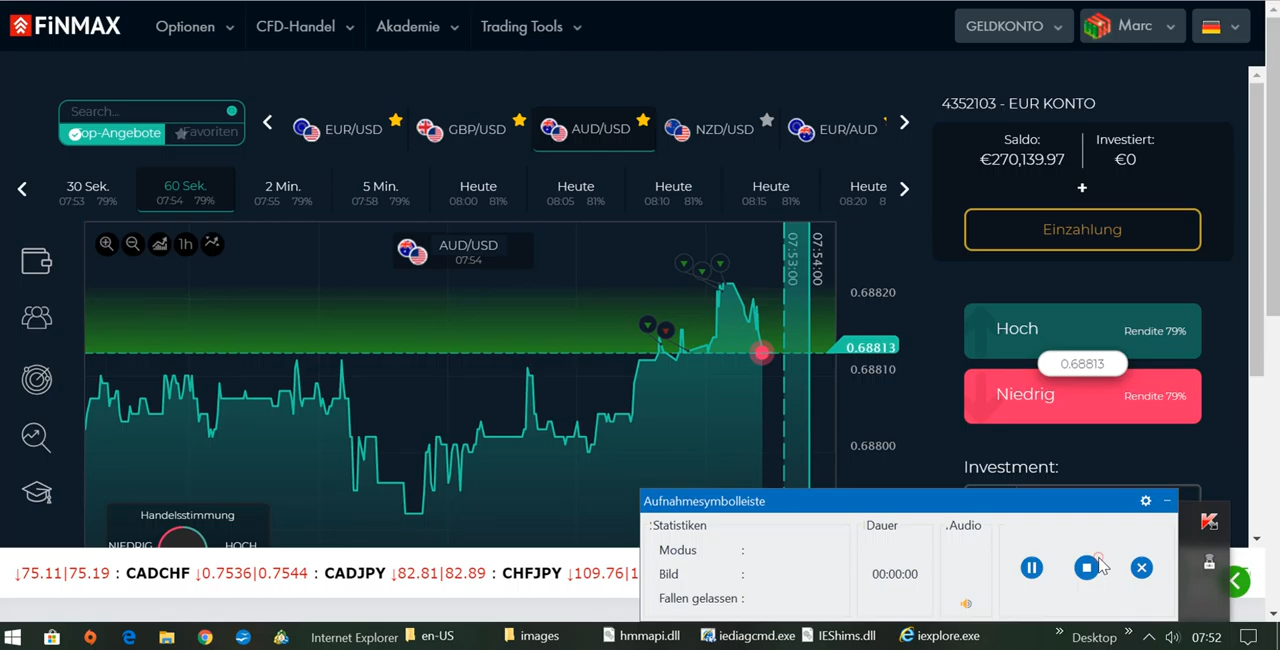 FiNMAX
Optionen
CFD-Handel
Akademie
Trading Tools
GELDKONTO
Marc
Search...
op-Angebote
Favoriten
EUR/USD
GBP/USD
AUD/USD
NZD/USD
EUR/AUD
30 Sek.
07:53 79%
60 Sek.
07:54 79%
2 Min.
07:55 79%
5 Min.
07:58 79%
Heute
08:00 81%
Heute
08:05 81%
Heute
08:10 81%
Heute
08:15 81%
Heute
08:20 8
4352103 - EUR KONTO
Saldo:
€270,139.97
Investiert:
€0
+
Einzahlung
1h
AUD/USD
07:54
07:53:00
07:54:00
0.68820
0.68813
0.68810
0.68800
Hoch
Rendite 79%
0.68813
Niedrig
Rendite 79%
Investment:
Handelsstimmung
NIEDRIG
HOCH
Aufnahmesymbolleiste
Statistiken
Modus :
Bild :
Fallen gelassen :
Dauer
00:00:00
Audio
↓75.11|75.19 : CADCHF ↓0.7536|0.7544 : CADJPY ↓82.81|82.89 : CHFJPY ↓109.76|1
Internet Explorer
en-US
images
hmmapi.dll
iediagcmd.exe
IEShims.dll
iexplore.exe
Desktop
07:52